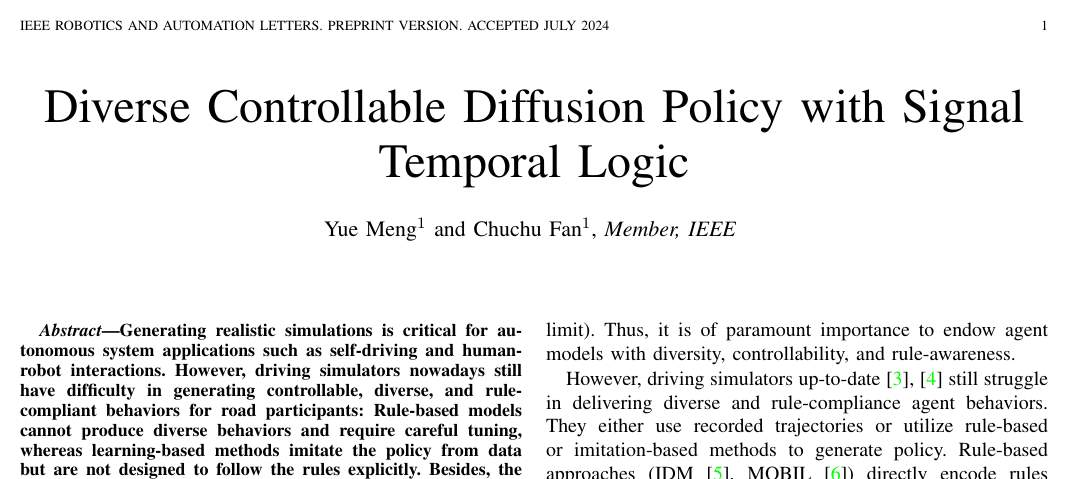 IEEE ROBOTICS AND AUTOMATION LETTERS. PREPRINT VERSION. ACCEPTED JULY 2024
1
Diverse Controllable Diffusion Policy with Signal
Temporal Logic
Yue Meng1 and Chuchu Fan1, Member, IEEE
Abstract—Generating realistic simulations is critical for au-
tonomous system applications such as self-driving and human-
robot interactions. However, driving simulators nowadays still
have difficulty in generating controllable, diverse, and rule-
compliant behaviors for road participants: Rule-based models
cannot produce diverse behaviors and require careful tuning,
whereas learning-based methods imitate the policy from data
but are not designed to follow the rules explicitly. Besides, the
limit). Thus, it is of paramount importance to endow agent
models with diversity, controllability, and rule-awareness.
However, driving simulators up-to-date [3], [4] still struggle
in delivering diverse and rule-compliance agent behaviors.
They either use recorded trajectories or utilize rule-based
or imitation-based methods to generate policy. Rule-based
approaches (IDM [5], MOBIL [6]) directly encode rules